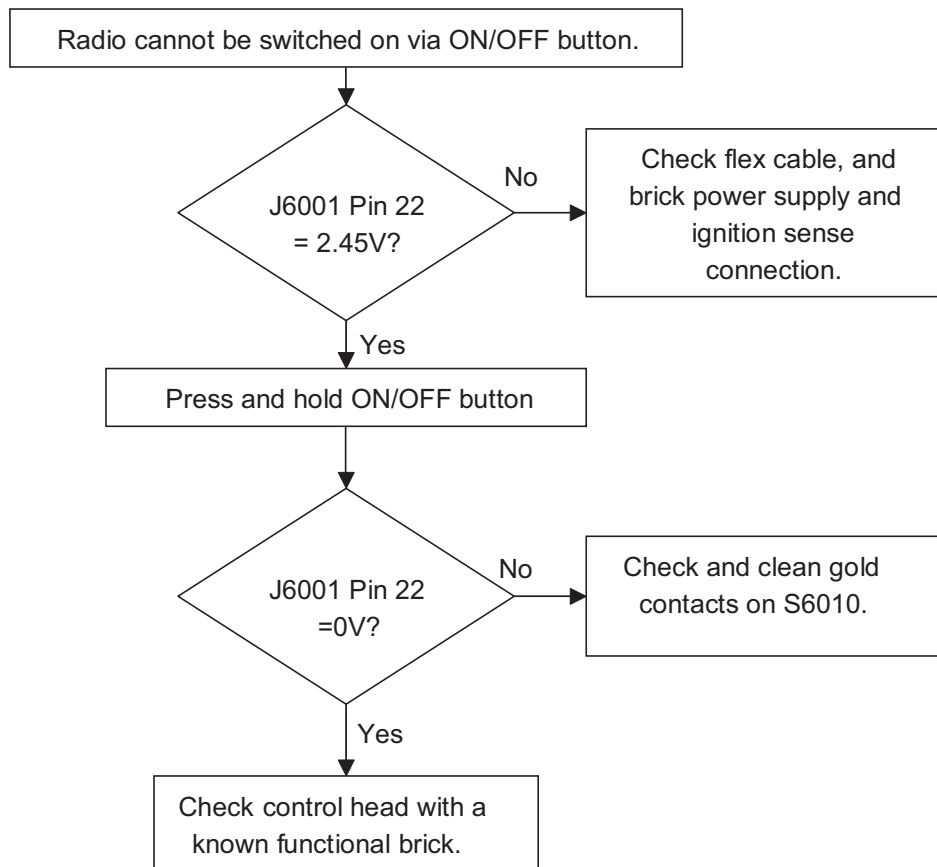 Radio cannot be switched on via ON/OFF button.
J6001 Pin 22
= 2.45V?
No
Check flex cable, and
brick power supply and
ignition sense
connection.
Yes
Press and hold ON/OFF button
J6001 Pin 22
=0V?
No
Check and clean gold
contacts on S6010.
Yes
Check control head with a
known functional brick.